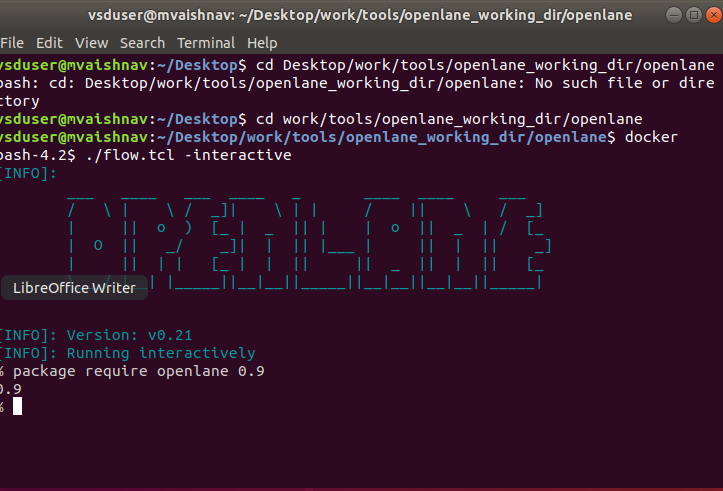 vsduser@mvaishnav: ~/Desktop/work/tools/openlane_working_dir/openlane
File Edit View Search Terminal Help
vsduser@mvaishnav:~/Desktop$ cd Desktop/work/tools/openlane_working_dir/openlane
bash: cd: Desktop/work/tools/openlane_working_dir/openlane: No such file or dire
ctory
vsduser@mvaishnav:~/Desktop$ cd work/tools/openlane_working_dir/openlane
vsduser@mvaishnav:~/Desktop/work/tools/openlane_working_dir/openlane$ docker
bash-4.2$ ./flow.tcl -interactive
[INFO]:
OPENLANE
LibreOffice Writer
[INFO]: Version: v0.21
[INFO]: Running interactively
% package require openlane 0.9
0.9
%